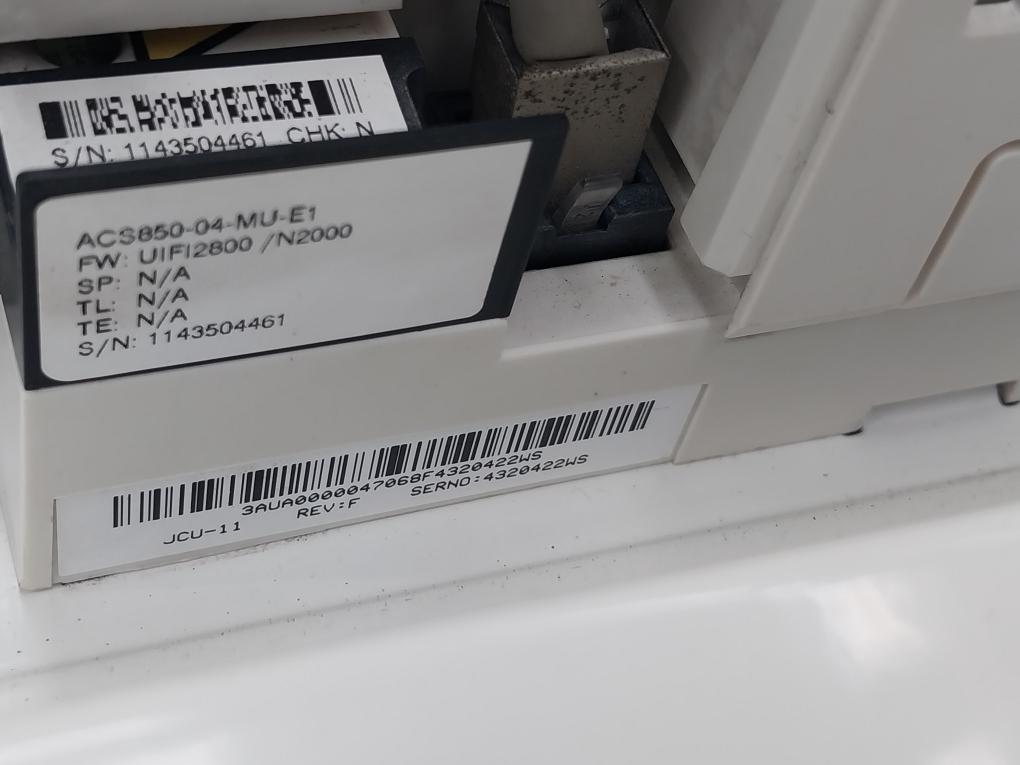 S/N: 1143504461 CHK: N
ACS850-04-MU-E1
FW: UIFI2800 /N2000
SP: N/A
TL: N/A
TE: N/A
S/N: 1143504461
3AUA0000047068F4320422WS
JCU-11 REV:F SERNO:4320422WS